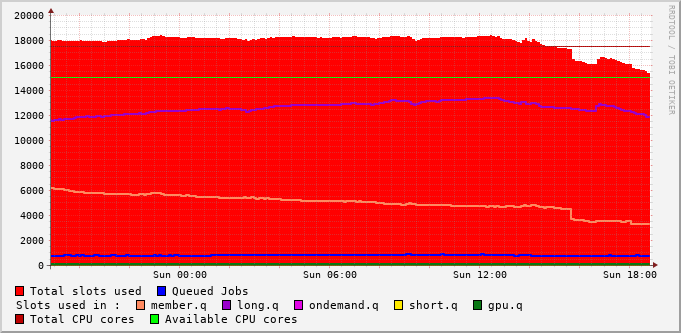 RRDTOOL / TOBI OETIKER
20000
18000
16000
14000
12000
10000
8000
6000
4000
2000
0
Sun 00:00 Sun 06:00 Sun 12:00 Sun 18:00
Total slots used Queued Jobs
Slots used in : member.q long.q ondemand.q short.q gpu.q
Total CPU cores Available CPU cores